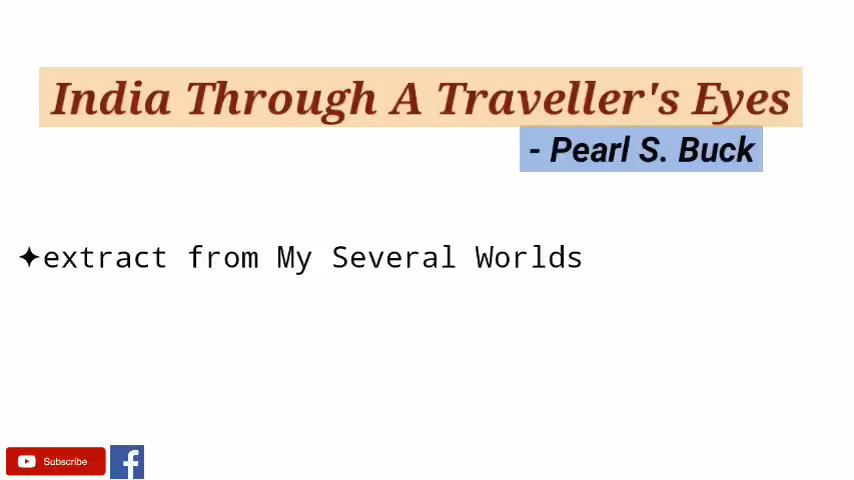 India Through A Traveller's Eyes
- Pearl S. Buck
✦extract from My Several Worlds
Subscribe